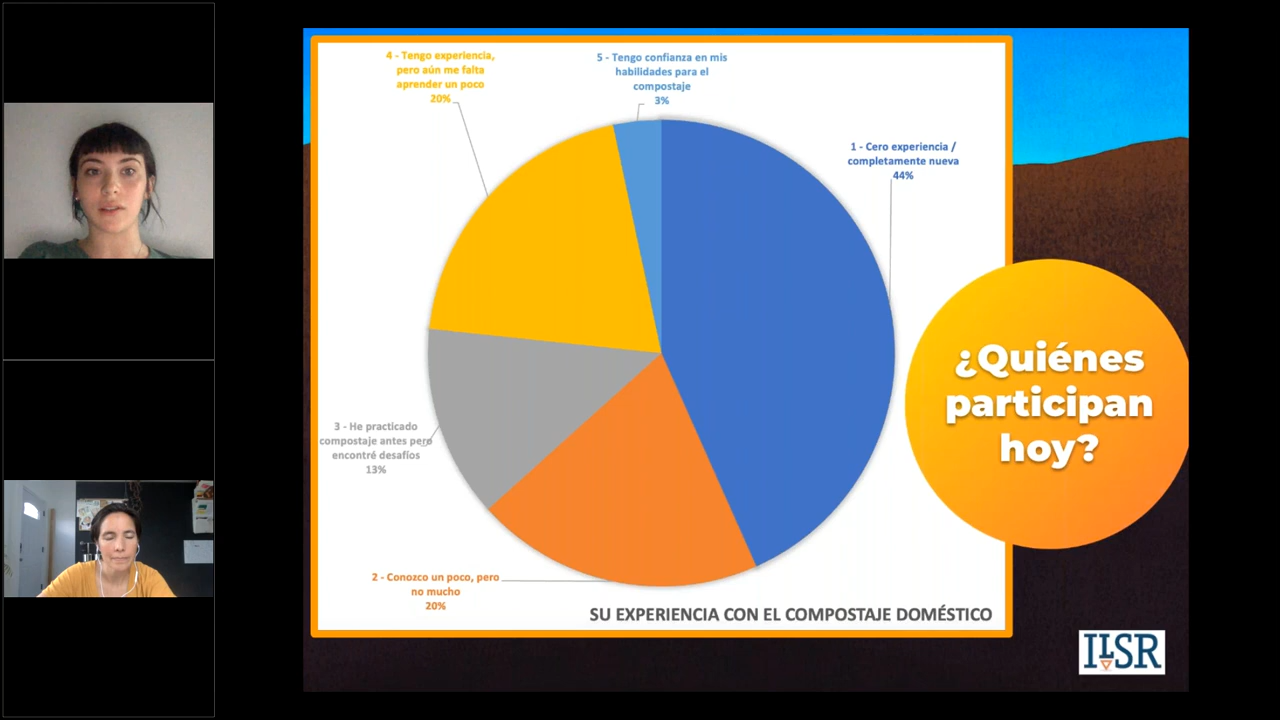 4 - Tengo experiencia,
pero aún me falta
aprender un poco
20%
5 - Tengo confianza en mis
habilidades para el
compostaje
3%
1 - Cero experiencia /
completamente nueva
44%
3 - He practicado
compostaje antes pero
encontré desafíos
13%
2 - Conozco un poco, pero
no mucho
20%
SU EXPERIENCIA CON EL COMPOSTAJE DOMÉSTICO
¿Quiénes
participan
hoy?
ILSR